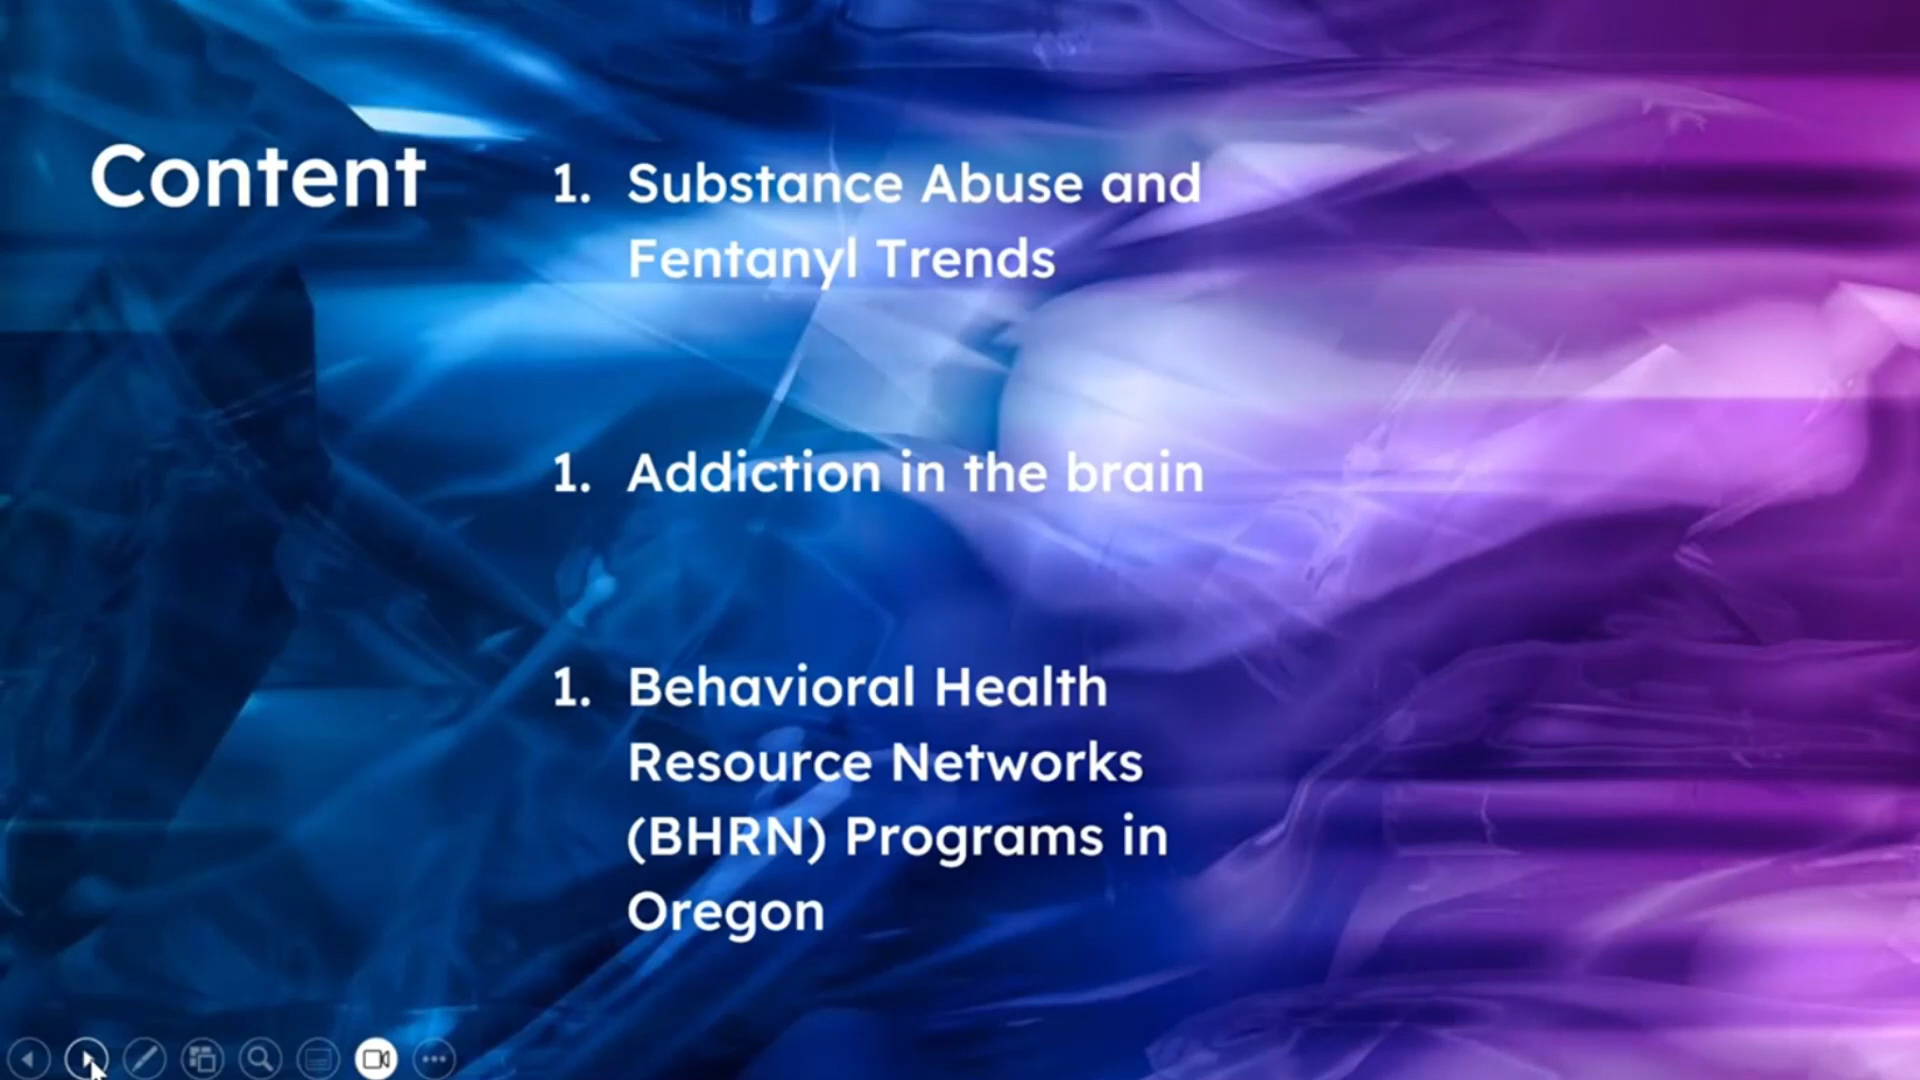 Content
1. Substance Abuse and
Fentanyl Trends
1. Addiction in the brain
1. Behavioral Health
Resource Networks
(BHRN) Programs in
Oregon